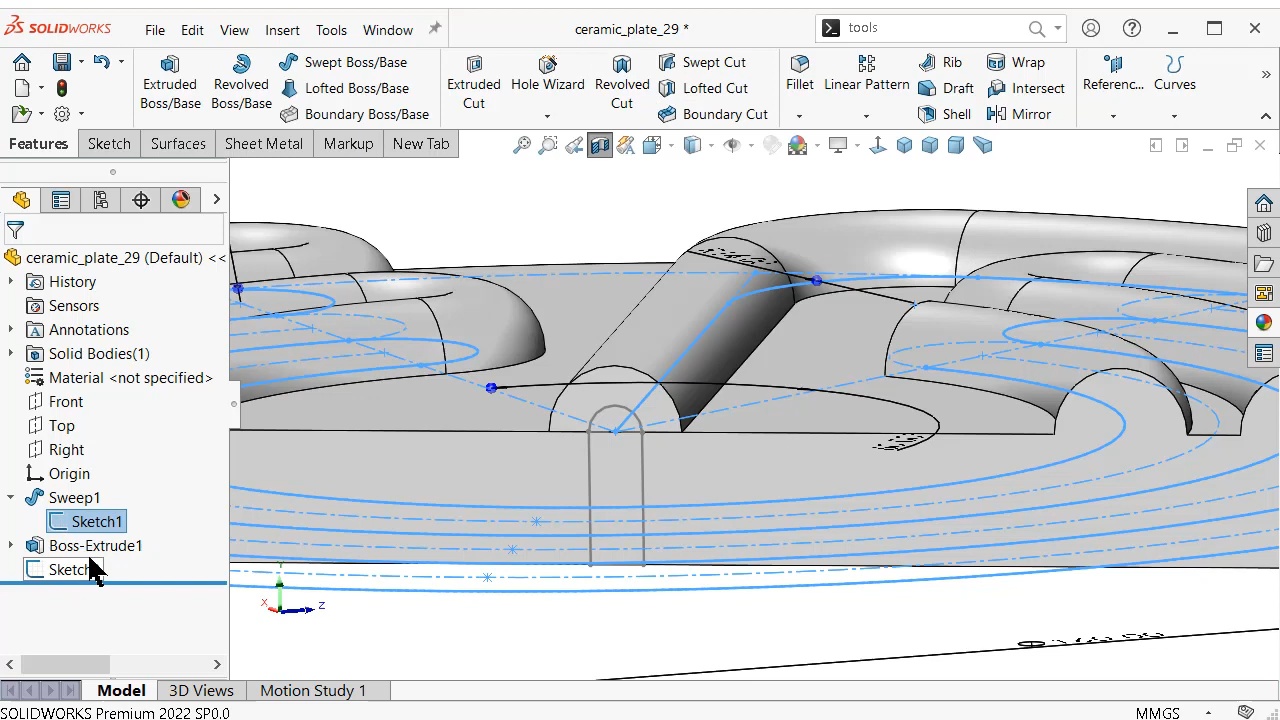 SOLIDWORKS File Edit View Insert Tools Window ceramic_plate_29 * tools
Extruded Boss/Base
Revolved Boss/Base
Swept Boss/Base
Lofted Boss/Base
Boundary Boss/Base
Extruded Cut
Hole Wizard
Revolved Cut
Swept Cut
Lofted Cut
Boundary Cut
Fillet
Linear Pattern
Rib
Draft
Shell
Wrap
Intersect
Mirror
Referenc...
Curves
Features Sketch Surfaces Sheet Metal Markup New Tab
ceramic_plate_29 (Default) <<
History
Sensors
Annotations
Solid Bodies(1)
Material <not specified>
Front
Top
Right
Origin
Sweep1
Sketch1
Boss-Extrude1
X Z
Model 3D Views Motion Study 1
SOLIDWORKS Premium 2022 SP0.0 MMGS